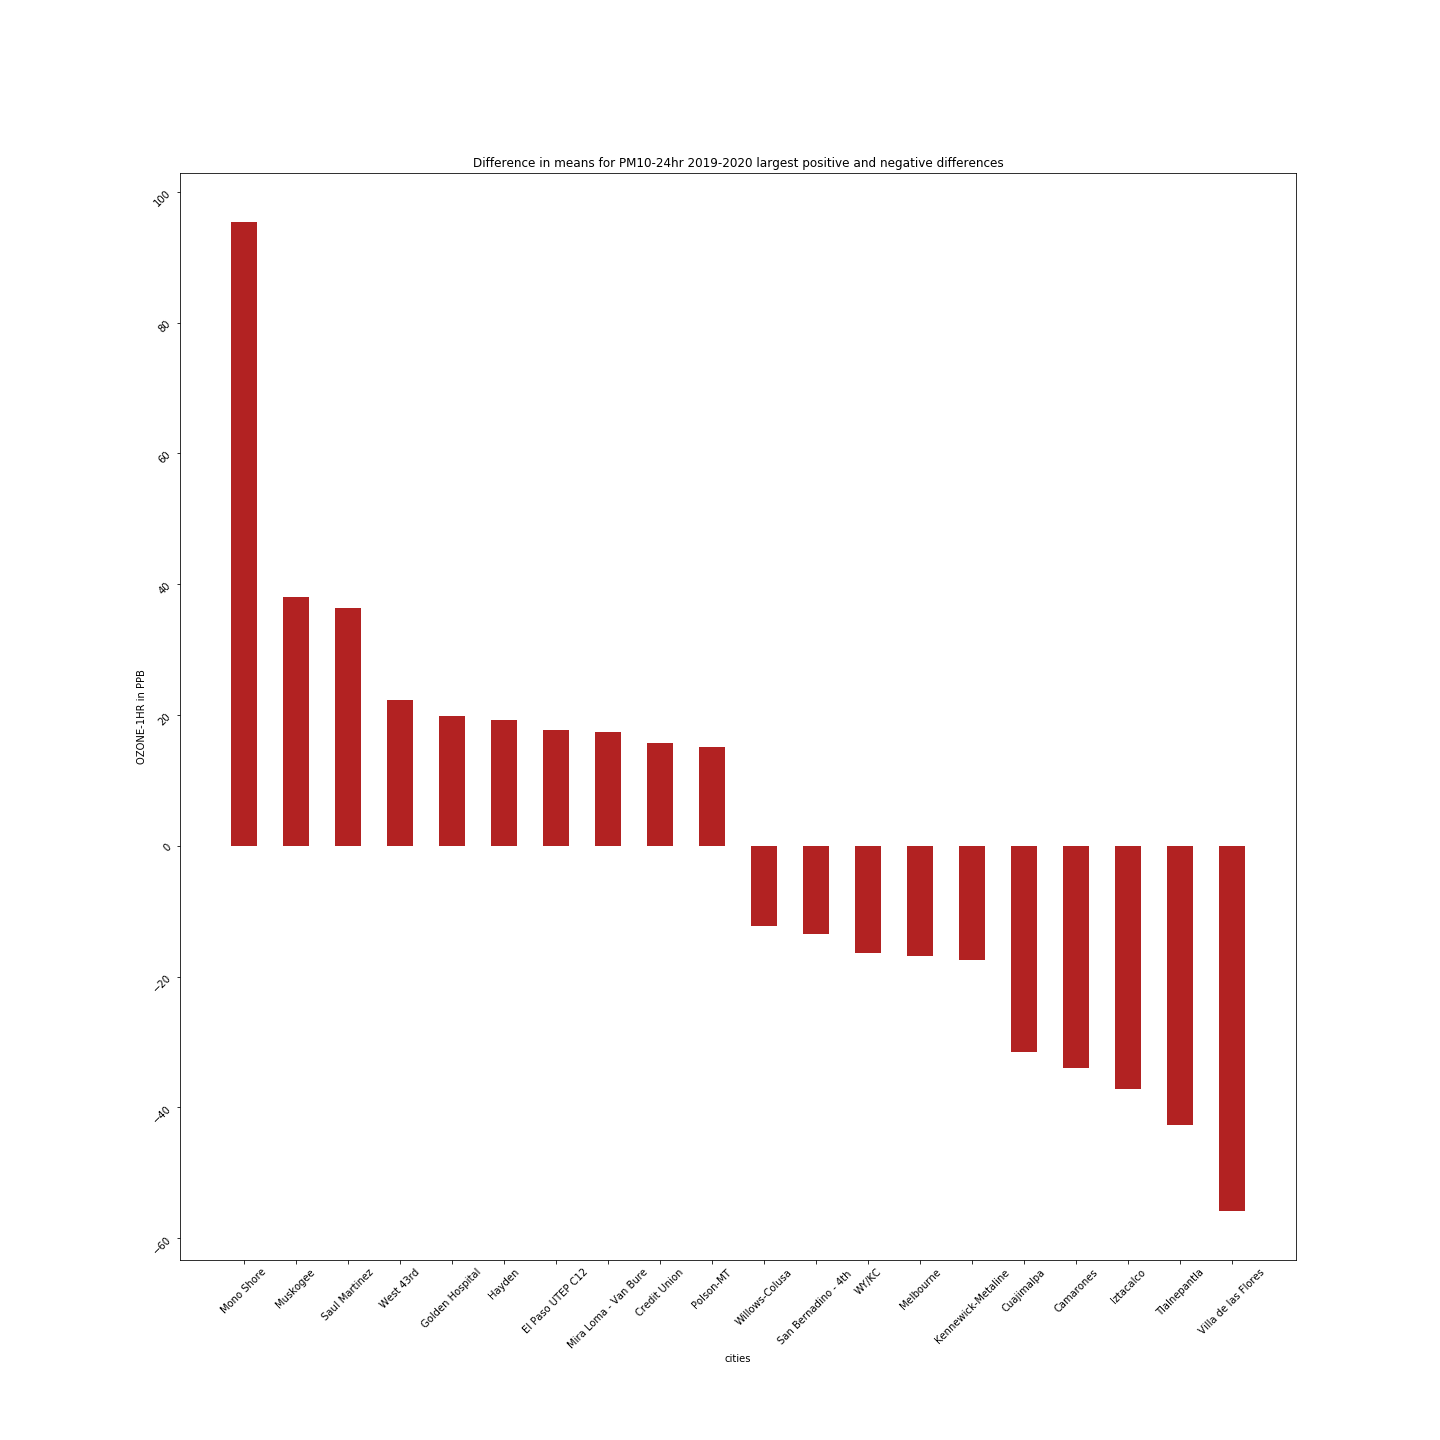 Difference in means for PM10-24hr 2019-2020 largest positive and negative differences
OZONE-1HR in PPB
100
80
60
40
20
0
−20
−40
−60
Mono Shore
Muskogee
Saul Martinez
West 43rd
Golden Hospital
Hayden
El Paso UTEP C12
Mira Loma - Van Bure
Credit Union
Polson-MT
Willows-Colusa
San Bernadino - 4th
WY/KC
Melbourne
Kennewick-Metaline
Cuajimalpa
Camarones
Iztacalco
Tlalnepantla
Villa de las Flores
cities